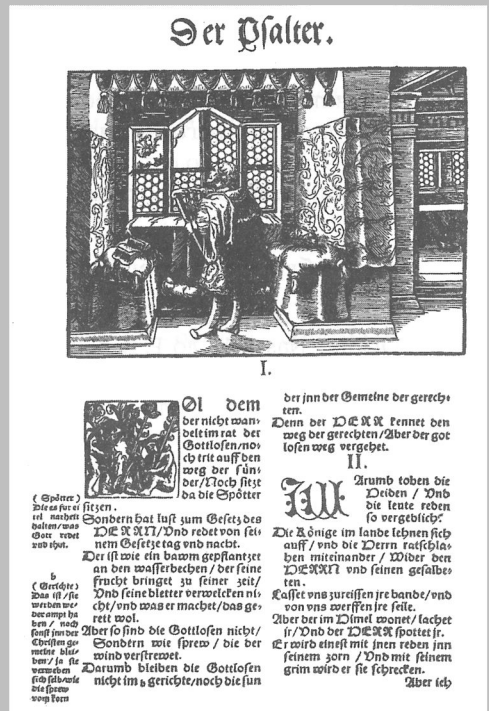 Der Psalter.
I.
Wol dem
der nicht wan⸗
delt im rat der
Gottlosen/no⸗
ch trit auff den
weg der sün⸗
der/Noch sitzt
da die Spötter
sitzen.
Sondern hat lust zum Gesetz des
HERRN/Vnd redet von sei⸗
nem Gesetze tag vnd nacht.
Der ist wie ein bawm gepflantzet
an den wasserbechen/der seine
frucht bringet zu seiner zeit/
Vnd seine bletter verwelcken ni⸗
cht/vnd was er machet/das ge⸗
rett wol.
Aber so sind die Gottlosen nicht/
Sondern wie sprew/die der
wind verstrewet.
Darumb bleiben die Gottlosen
nicht im b gerichte/noch die sun
(Spötter)
Die es fur ei
tel narheit
halten/was
Gott redet
vnd thut.
b
(Gerichte)
Das ist/sie
werden we⸗
der ampt ha
ben/noch
sonst inn der
Christen ge⸗
meine blei⸗
ben/ja sie
verweben
sich selb/wie
die sprew
vom korn
der jnn der Gemeine der gerech⸗
ten.
Denn der HERR kennet den
weg der gerechten/Aber der got
losen weg vergehet.
II.
WArumb toben die
Heiden/Vnd
die leute reden
so vergeblich?
Die Könige im lande lehnen sich
auff/vnd die Herrn ratschla⸗
hen miteinander/Wider den
HERRN vnd seinen gesalbe⸗
ten.
Lasset vns zureissen jre bande/vnd
von vns werffen jre seile.
Aber der im Himel wonet/lachet
jr/Vnd der HERR spottet jr.
Er wird einest mit jnen reden jnn
seinem zorn/Vnd mit seinem
grim wird er sie schrecken.
Aber ich